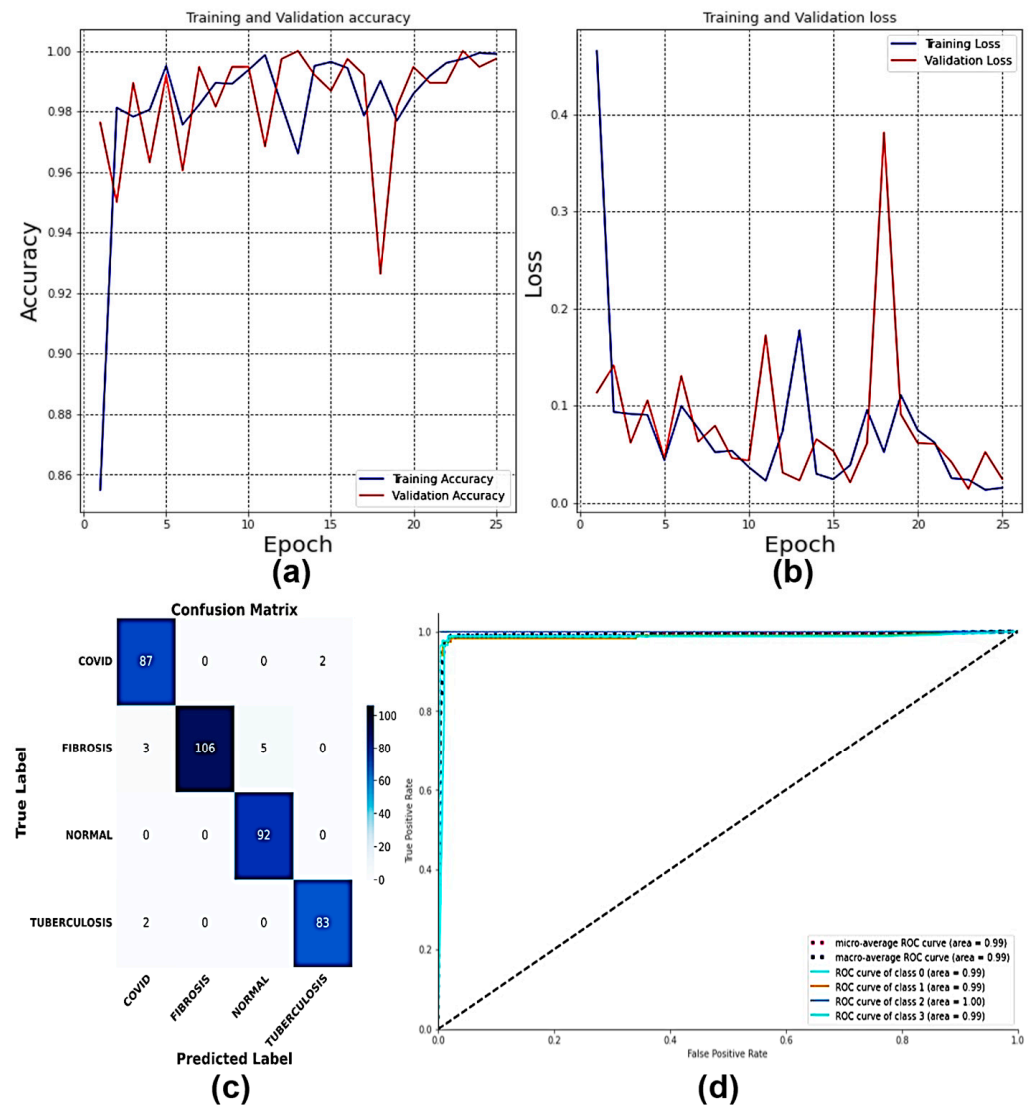 Training and Validation accuracy
1.00
0.98
0.96
0.94
0.92
0.90
0.88
0.86
Accuracy
Training Accuracy
Validation Accuracy
0 5 10 15 20 25
Epoch
(a)
Training and Validation loss
Training Loss
Validation Loss
0.4
0.3
0.2
0.1
0.0
Loss
0 5 10 15 20 25
Epoch
(b)
Confusion Matrix
True Label
COVID 87 0 0 2
FIBROSIS 3 106 5 0
NORMAL 0 0 92 0
TUBERCULOSIS 2 0 0 83
COVID FIBROSIS NORMAL TUBERCULOSIS
Predicted Label
100
80
60
40
20
0
(c)
1.0
0.8
0.6
0.4
0.2
0.0
True Positive Rate
micro-average ROC curve (area = 0.99)
macro-average ROC curve (area = 0.99)
ROC curve of class 0 (area = 0.99)
ROC curve of class 1 (area = 0.99)
ROC curve of class 2 (area = 1.00)
ROC curve of class 3 (area = 0.99)
0.0 0.2 0.4 0.6 0.8 1.0
False Positive Rate
(d)